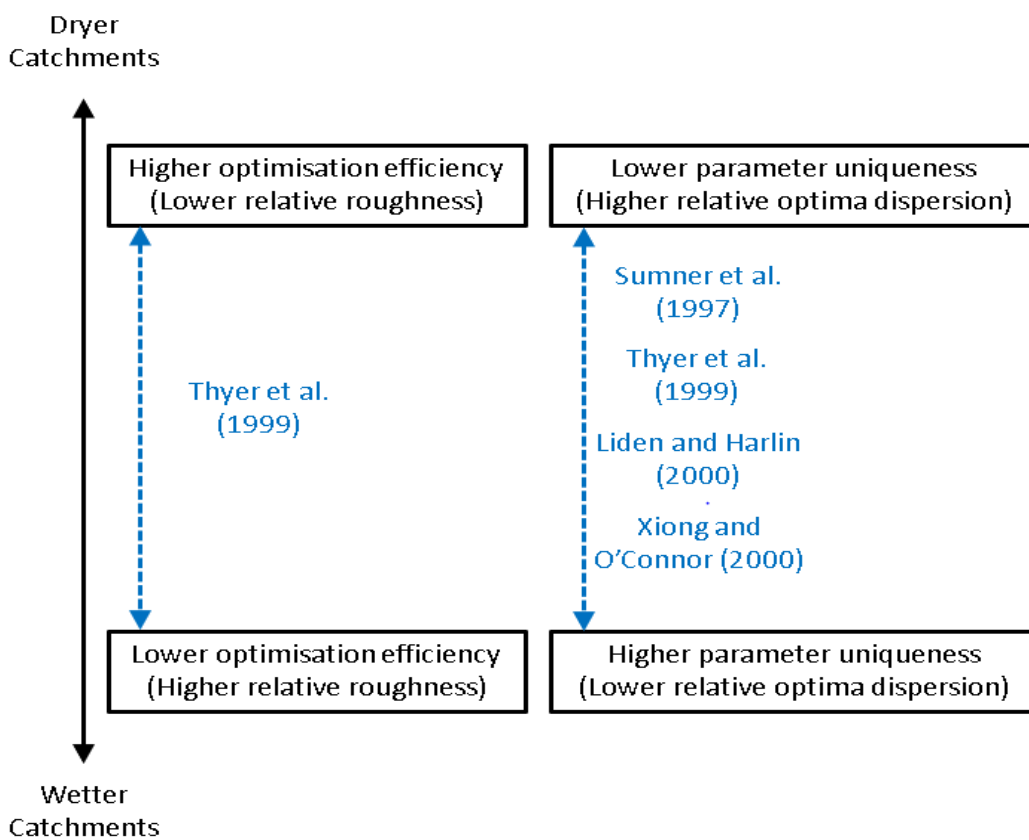 Dryer
Catchments
Higher optimisation efficiency
(Lower relative roughness)
Lower parameter uniqueness
(Higher relative optima dispersion)
Thyer et al.
(1999)
Sumner et al.
(1997)
Thyer et al.
(1999)
Liden and Harlin
(2000)
Xiong and
O'Connor (2000)
Lower optimisation efficiency
(Higher relative roughness)
Higher parameter uniqueness
(Lower relative optima dispersion)
Wetter
Catchments